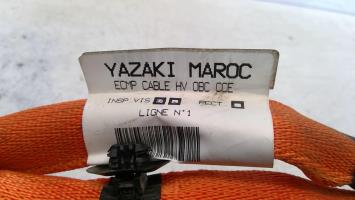 YAZAKI MAROC
ECMP CABLE HV OBC CCE
INSP VIS RECT
LIGNE N°1